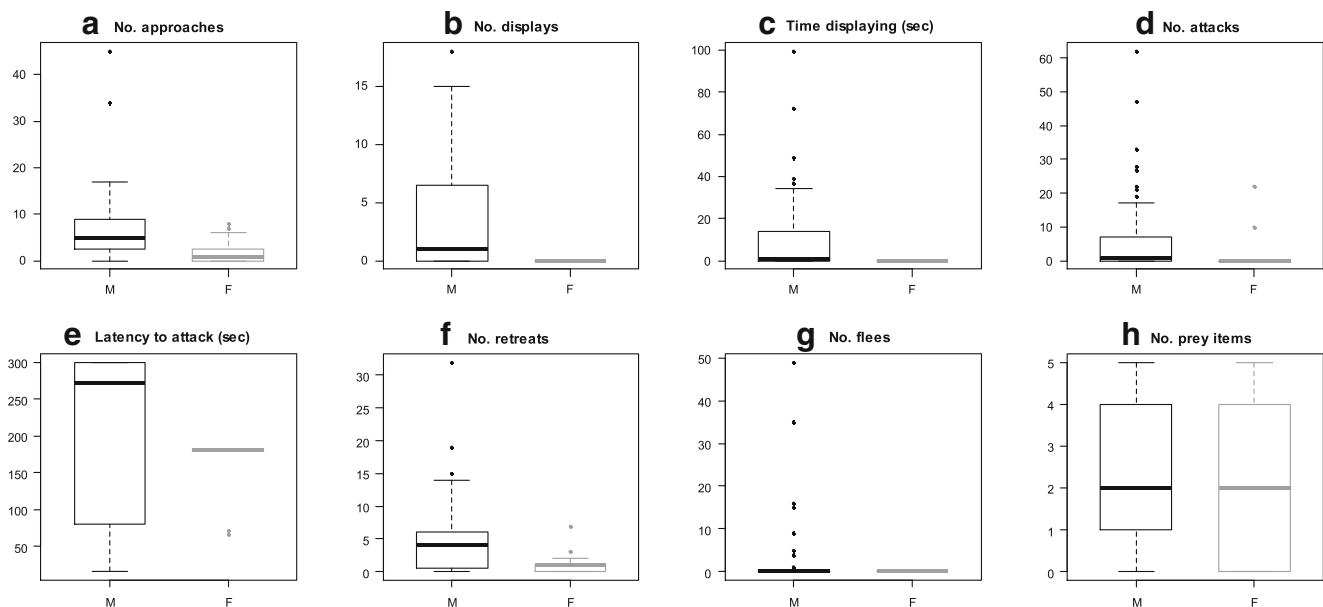 a No. approaches
40
30
20
10
0
M F
b No. displays
15
10
5
0
M F
c Time displaying (sec)
100
80
60
40
20
0
M F
d No. attacks
60
50
40
30
20
10
0
M F
e Latency to attack (sec)
300
250
200
150
100
50
M F
f No. retreats
30
25
20
15
10
5
0
M F
g No. flees
50
40
30
20
10
0
M F
h No. prey items
5
4
3
2
1
0
M F